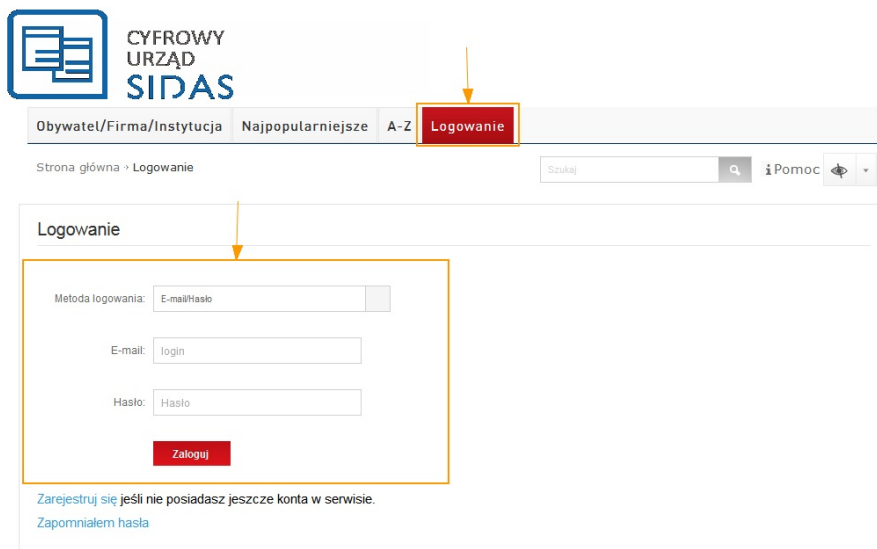 CYFROWY
URZĄD
SIDAS
Obywatel/Firma/Instytucja Najpopularniejsze A-Z Logowanie
Strona główna › Logowanie Szukaj i Pomoc
Logowanie
Metoda logowania: E-mail/Hasło
E-mail: login
Hasło: Hasło
Zaloguj
Zarejestruj się jeśli nie posiadasz jeszcze konta w serwisie.
Zapomniałem hasła